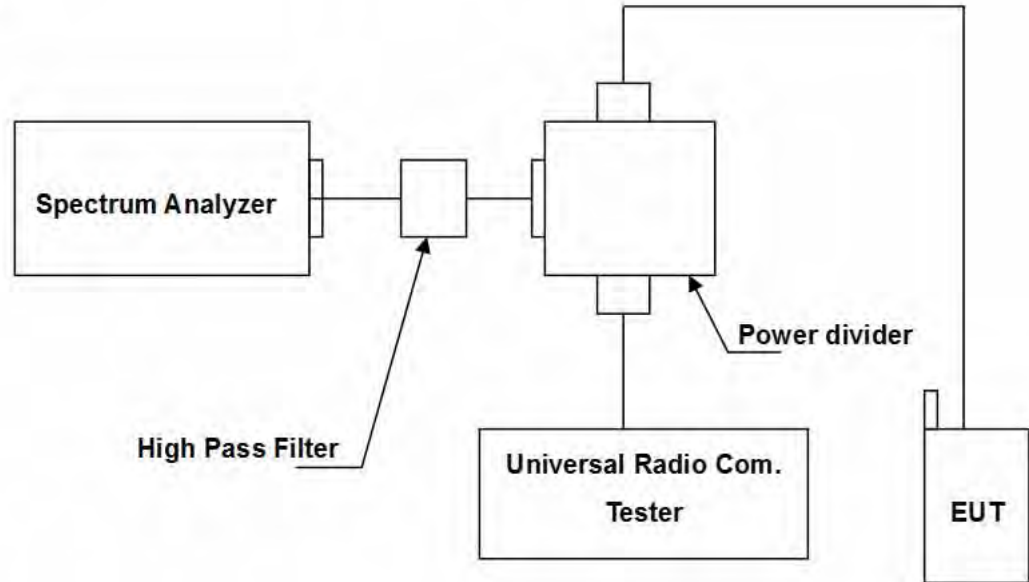 Spectrum Analyzer
Power divider
High Pass Filter
Universal Radio Com.
Tester
EUT